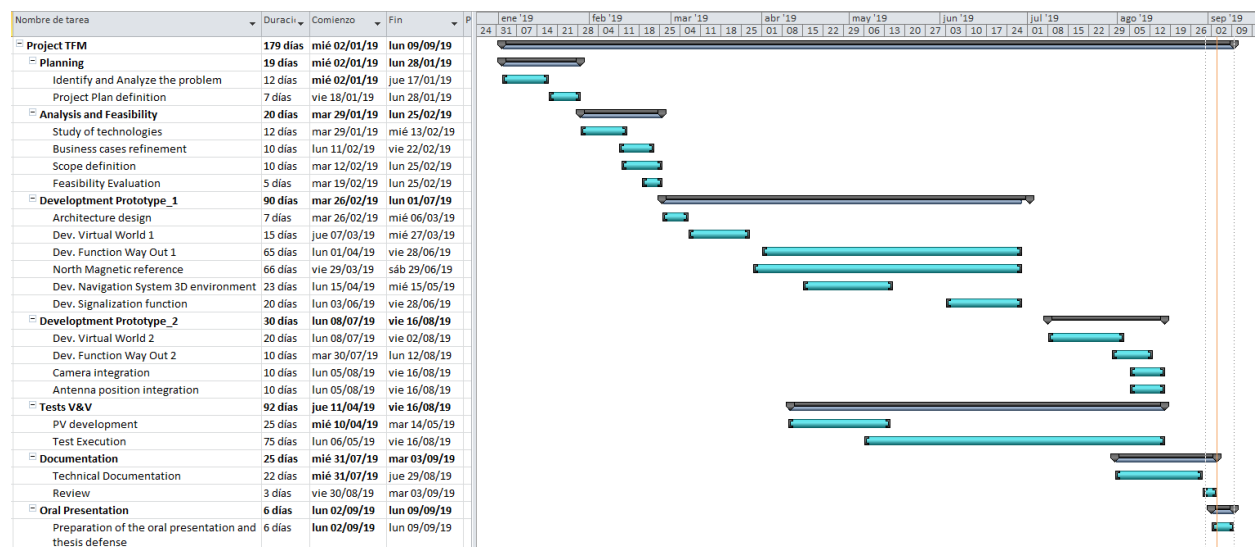 Nombre de tarea Duració Comienzo Fin P ene '19 feb '19 mar '19 abr '19 may '19 jun '19 jul '19 ago '19 sep '19
24 31 07 14 21 28 04 11 18 25 04 11 18 25 01 08 15 22 29 06 13 20 27 03 10 17 24 01 08 15 22 29 05 12 19 26 02 09
Project TFM 179 días mié 02/01/19 lun 09/09/19
Planning 19 días mié 02/01/19 lun 28/01/19
Identify and Analyze the problem 12 días mié 02/01/19 jue 17/01/19
Project Plan definition 7 días vie 18/01/19 lun 28/01/19
Analysis and Feasibility 20 días mar 29/01/19 lun 25/02/19
Study of technologies 12 días mar 29/01/19 mié 13/02/19
Business cases refinement 10 días lun 11/02/19 vie 22/02/19
Scope definition 10 días mar 12/02/19 lun 25/02/19
Feasibility Evaluation 5 días mar 19/02/19 lun 25/02/19
Developtment Prototype_1 90 días mar 26/02/19 lun 01/07/19
Architecture design 7 días mar 26/02/19 mié 06/03/19
Dev. Virtual World 1 15 días jue 07/03/19 mié 27/03/19
Dev. Function Way Out 1 65 días lun 01/04/19 vie 28/06/19
North Magnetic reference 66 días vie 29/03/19 sáb 29/06/19
Dev. Navigation System 3D environment 23 días lun 15/04/19 mié 15/05/19
Dev. Signalization function 20 días lun 03/06/19 vie 28/06/19
Developtment Prototype_2 30 días lun 08/07/19 vie 16/08/19
Dev. Virtual World 2 20 días lun 08/07/19 vie 02/08/19
Dev. Function Way Out 2 10 días mar 30/07/19 lun 12/08/19
Camera integration 10 días lun 05/08/19 vie 16/08/19
Antenna position integration 10 días lun 05/08/19 vie 16/08/19
Tests V&V 92 días jue 11/04/19 vie 16/08/19
PV development 25 días mié 10/04/19 mar 14/05/19
Test Execution 75 días lun 06/05/19 vie 16/08/19
Documentation 25 días mié 31/07/19 mar 03/09/19
Technical Documentation 22 días mié 31/07/19 jue 29/08/19
Review 3 días vie 30/08/19 mar 03/09/19
Oral Presentation 6 días lun 02/09/19 lun 09/09/19
Preparation of the oral presentation and 6 días lun 02/09/19 lun 09/09/19
thesis defense